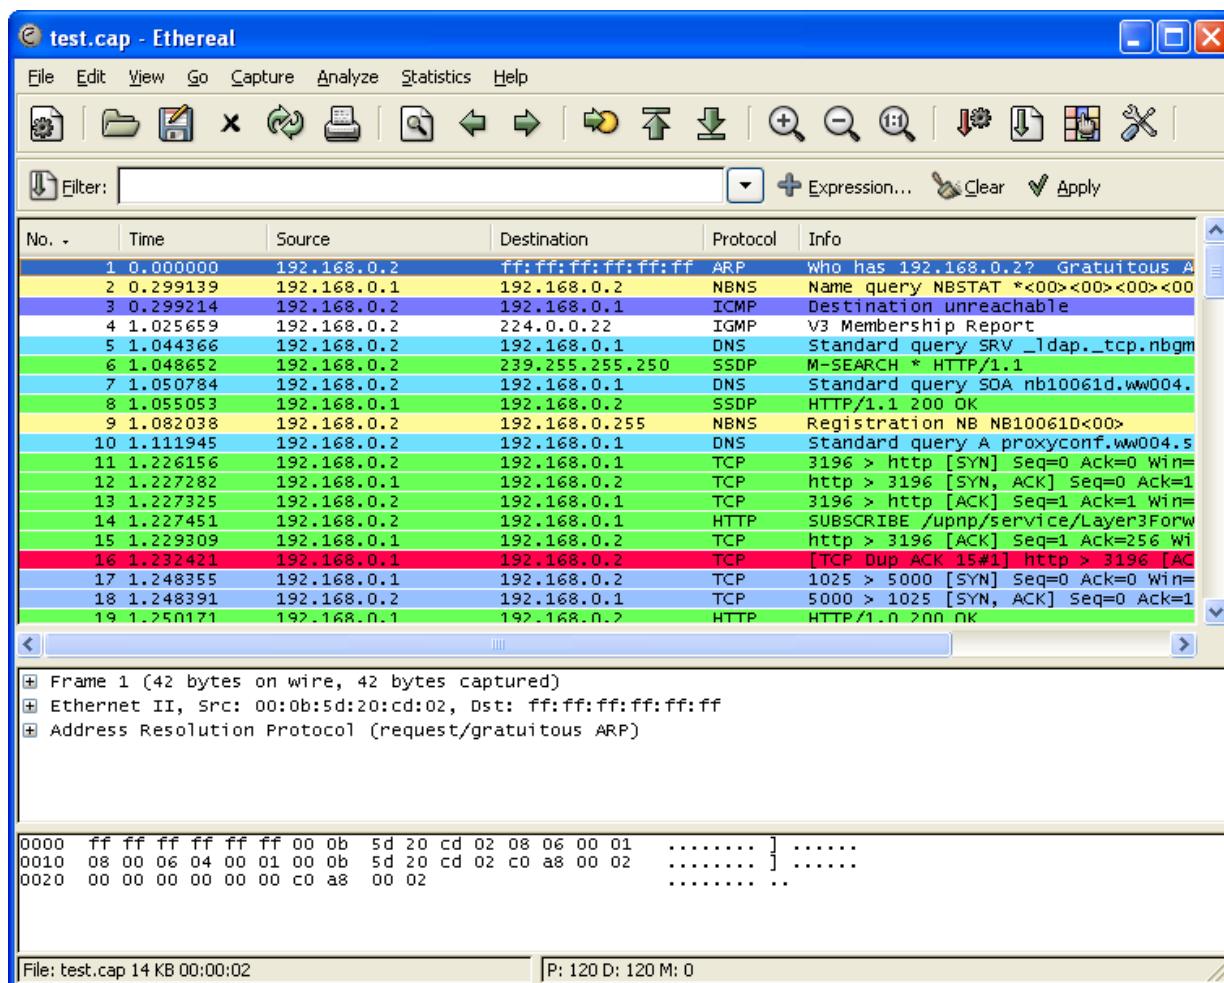 test.cap - Ethereal
File Edit View Go Capture Analyze Statistics Help
Filter: Expression... Clear Apply
No. Time Source Destination Protocol Info
1 0.000000 192.168.0.2 ff:ff:ff:ff:ff:ff ARP Who has 192.168.0.2? Gratuitous A
2 0.299139 192.168.0.1 192.168.0.2 NBNS Name query NBSTAT *<00><00><00><00
3 0.299214 192.168.0.2 192.168.0.1 ICMP Destination unreachable
4 1.025659 192.168.0.2 224.0.0.22 IGMP V3 Membership Report
5 1.044366 192.168.0.2 192.168.0.1 DNS Standard query SRV _ldap._tcp.nbgm
6 1.048652 192.168.0.2 239.255.255.250 SSDP M-SEARCH * HTTP/1.1
7 1.050784 192.168.0.2 192.168.0.1 DNS Standard query SOA nb10061d.ww004.
8 1.055053 192.168.0.1 192.168.0.2 SSDP HTTP/1.1 200 OK
9 1.082038 192.168.0.2 192.168.0.255 NBNS Registration NB NB10061D<00>
10 1.111945 192.168.0.2 192.168.0.1 DNS Standard query A proxyconf.ww004.s
11 1.226156 192.168.0.2 192.168.0.1 TCP 3196 > http [SYN] Seq=0 Ack=0 Win=
12 1.227282 192.168.0.1 192.168.0.2 TCP http > 3196 [SYN, ACK] Seq=0 Ack=1
13 1.227325 192.168.0.2 192.168.0.1 TCP 3196 > http [ACK] Seq=1 Ack=1 Win=
14 1.227451 192.168.0.2 192.168.0.1 HTTP SUBSCRIBE /upnp/service/Layer3Forw
15 1.229309 192.168.0.1 192.168.0.2 TCP http > 3196 [ACK] Seq=1 Ack=256 Wi
16 1.232421 192.168.0.1 192.168.0.2 TCP [TCP Dup ACK 15#1] http > 3196 [AC
17 1.248355 192.168.0.1 192.168.0.2 TCP 1025 > 5000 [SYN] Seq=0 Ack=0 Win=
18 1.248391 192.168.0.2 192.168.0.1 TCP 5000 > 1025 [SYN, ACK] Seq=0 Ack=1
19 1.250171 192.168.0.1 192.168.0.2 HTTP HTTP/1.0 200 OK
Frame 1 (42 bytes on wire, 42 bytes captured)
Ethernet II, Src: 00:0b:5d:20:cd:02, Dst: ff:ff:ff:ff:ff:ff
Address Resolution Protocol (request/gratuitous ARP)
0000 ff ff ff ff ff ff 00 0b 5d 20 cd 02 08 06 00 01 ........ ] ......
0010 08 00 06 04 00 01 00 0b 5d 20 cd 02 c0 a8 00 02 ........ ] ......
0020 00 00 00 00 00 00 c0 a8 00 02 ........ ..
File: test.cap 14 KB 00:00:02 P: 120 D: 120 M: 0